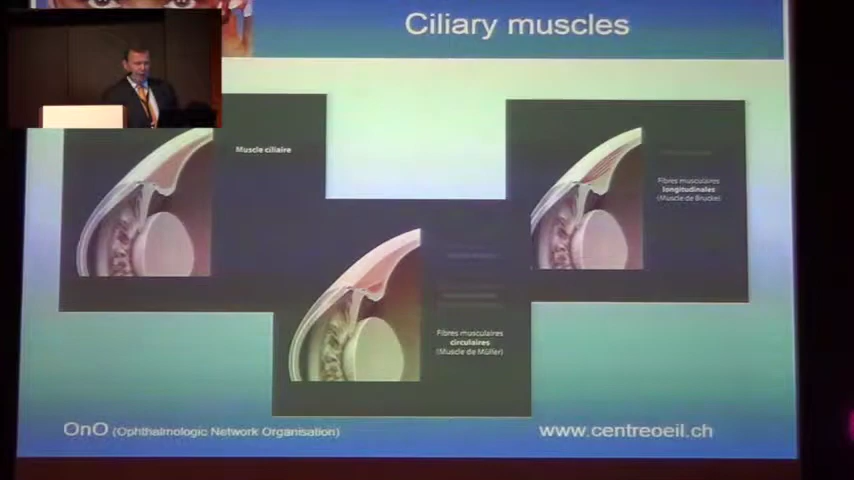 Ciliary muscles
Muscle ciliaire
Fibres musculaires
longitudinales
(Muscle de Brucke)
Fibres musculaires
circulaires
(Muscle de Müller)
OnO (Ophthalmologic Network Organisation)
www.centreoeil.ch